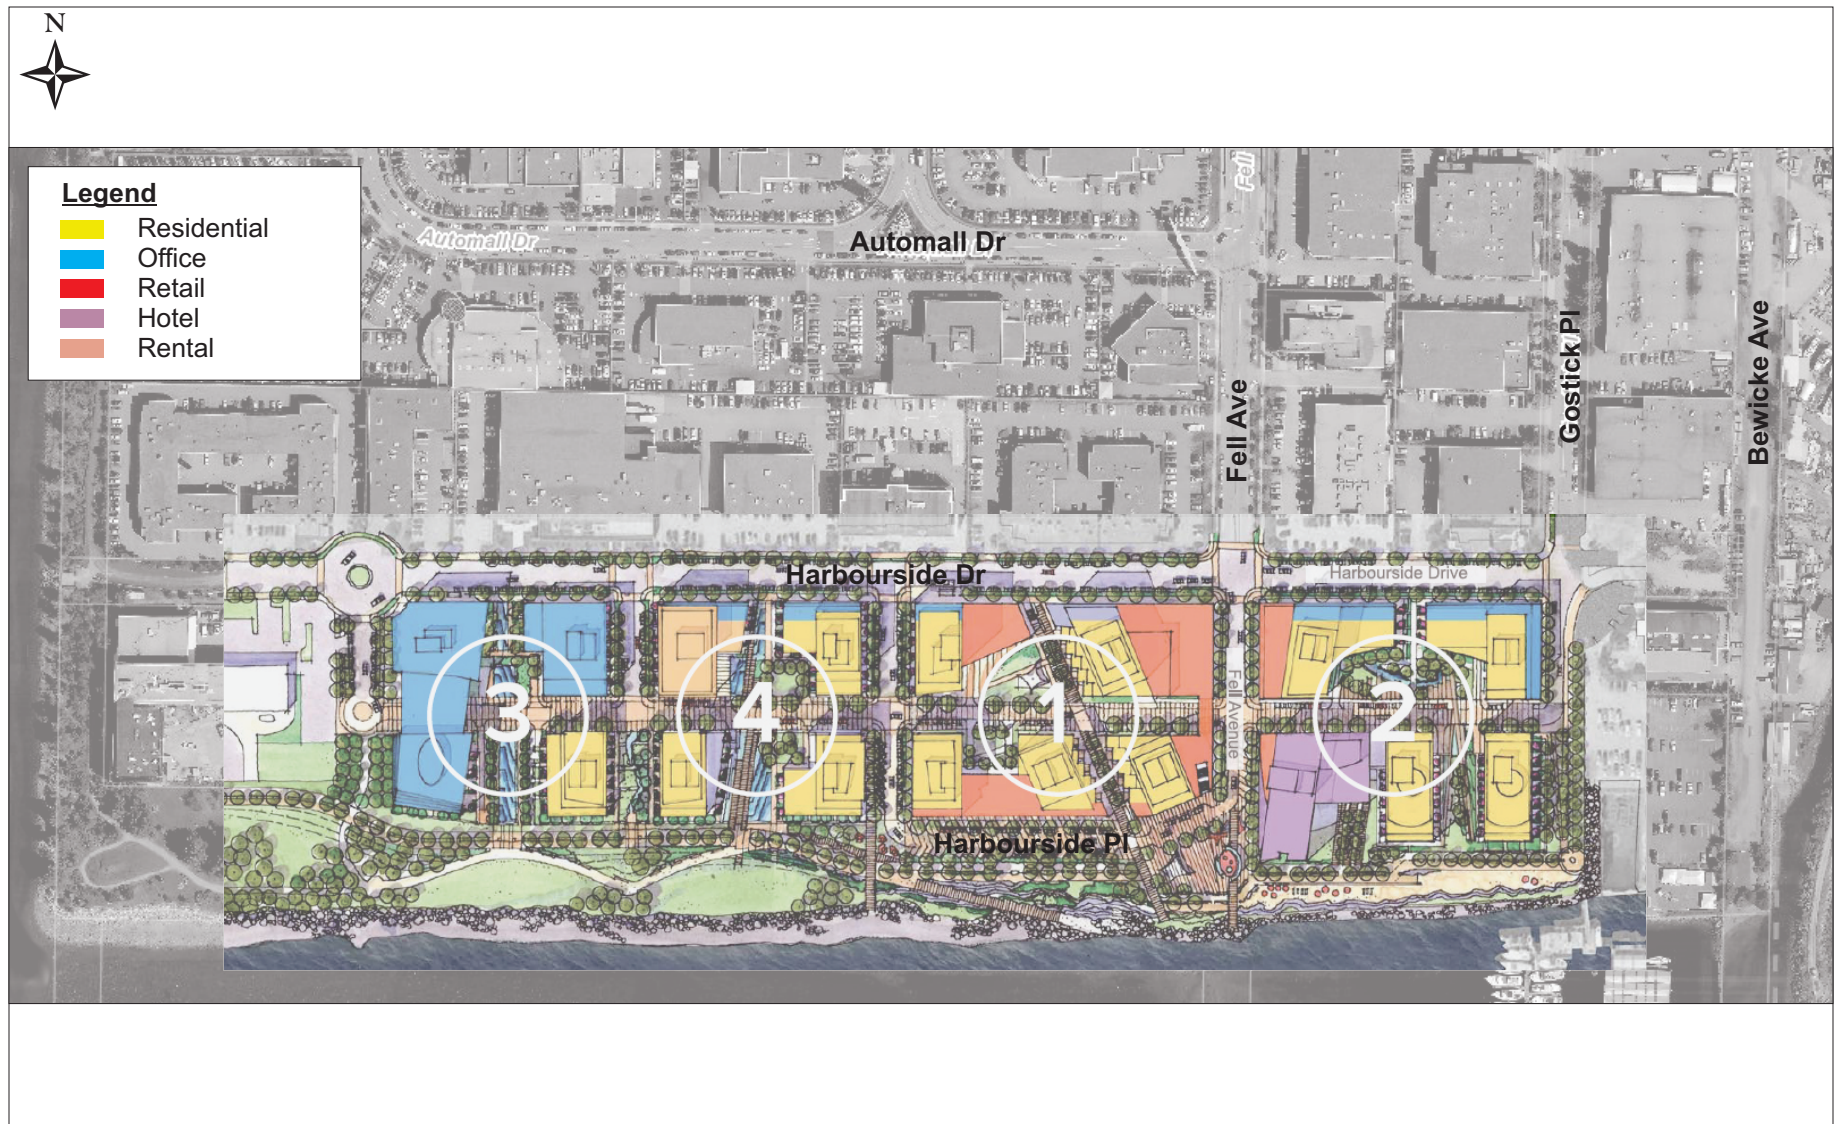 N
Legend
Residential
Office
Retail
Hotel
Rental
Fell
Automall Dr
Automall Dr
Gostick Pl
Bewicke Ave
Fell Ave
Harbourside Dr
Harbourside Drive
3
4
1
2
Fell Avenue
Harbourside Pl